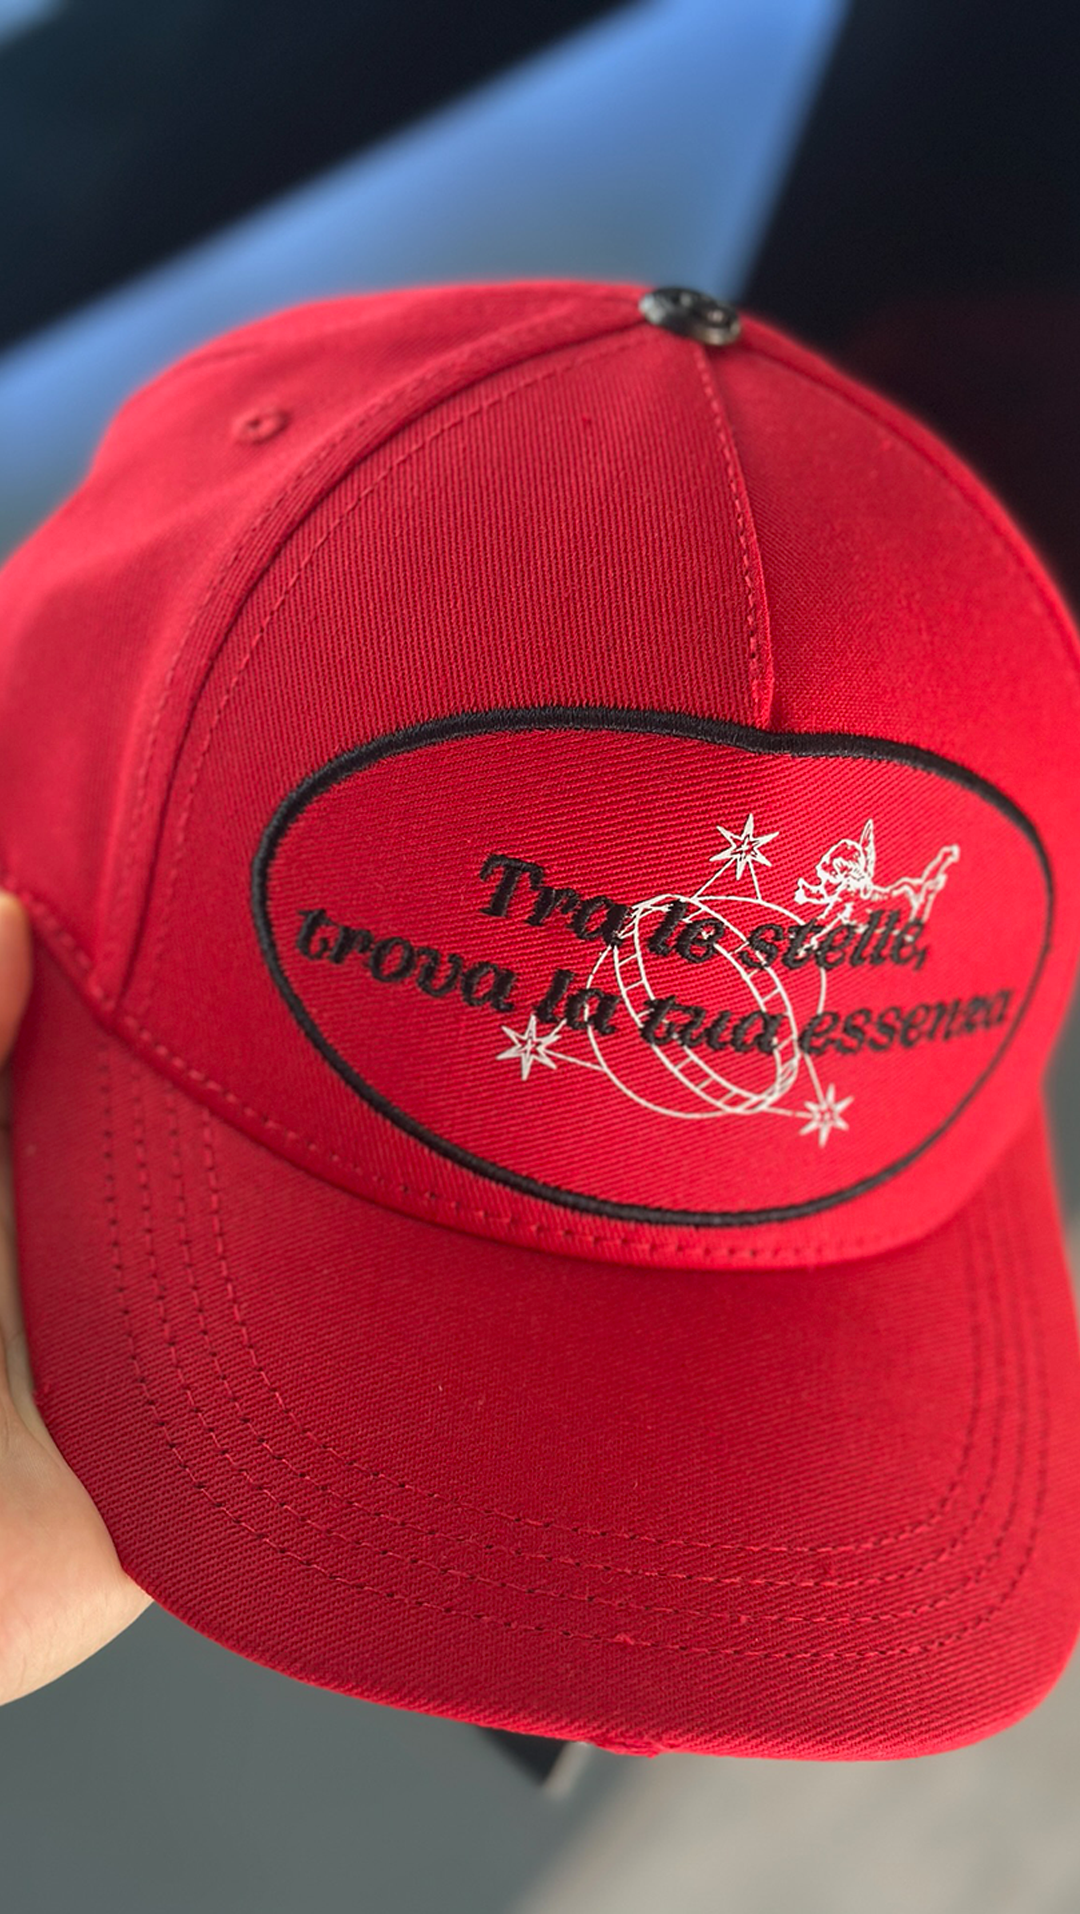 Tra le stelle,
trova la tua essenza